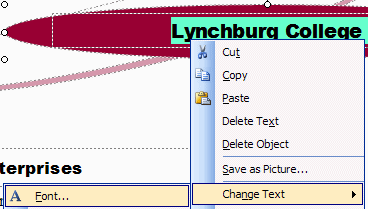 Lynchburg College
Cut
Copy
Paste
Delete Text
Delete Object
Save as Picture...
terprises
Font...
Change Text